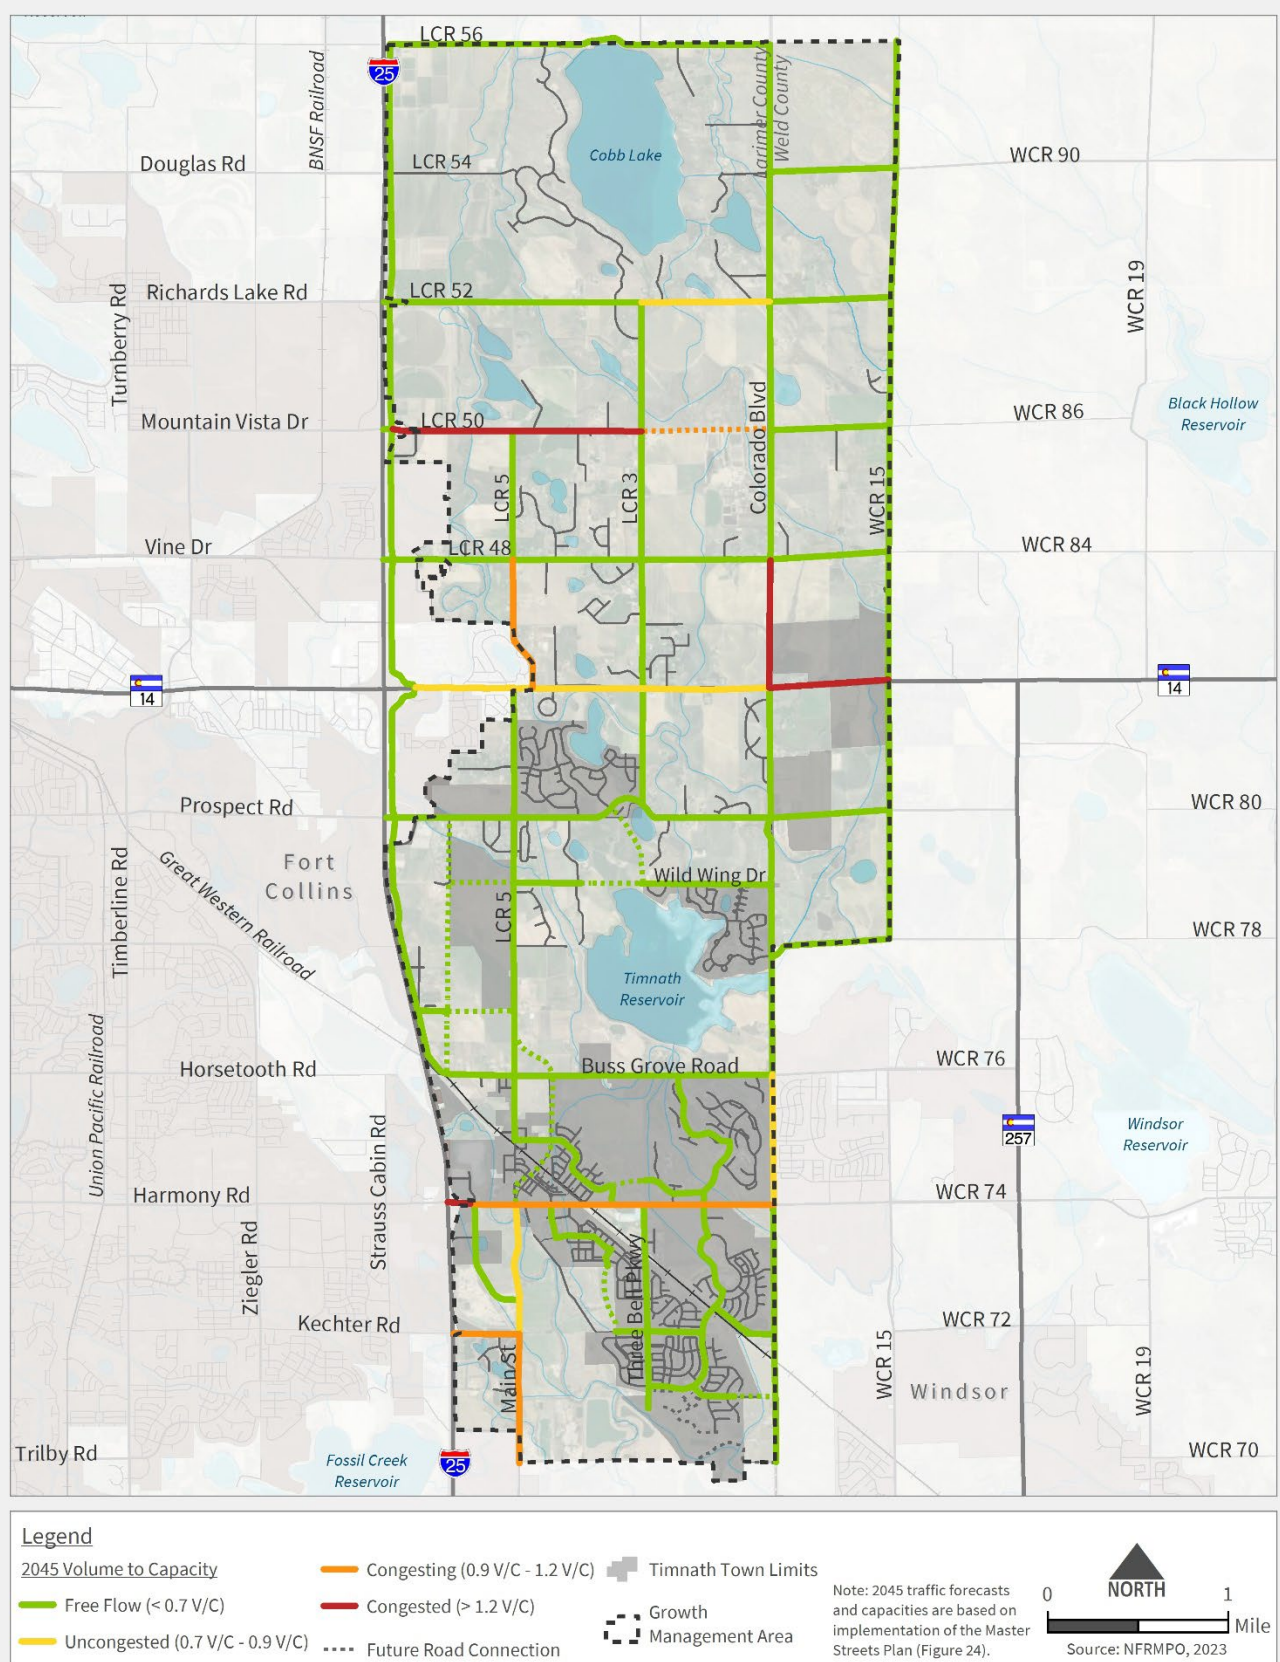 LCR 56
25
BNSF Railroad
Larimer County
Weld County
Cobb Lake
Douglas Rd
LCR 54
WCR 90
Richards Lake Rd
LCR 52
Turnberry Rd
WCR 19
Mountain Vista Dr
LCR 50
Colorado Blvd
WCR 86
Black Hollow
Reservoir
LCR 5
LCR 3
WCR 15
Vine Dr
LCR 48
WCR 84
14
14
Prospect Rd
WCR 80
Fort
Collins
Great Western Railroad
Timberline Rd
Wild Wing Dr
LCR 5
WCR 78
Timnath
Reservoir
Union Pacific Railroad
Horsetooth Rd
Buss Grove Road
WCR 76
257
Windsor
Reservoir
Strauss Cabin Rd
Harmony Rd
WCR 74
Ziegler Rd
Three Bell Pkwy
Kechter Rd
WCR 72
Main St
WCR 15
Windsor
WCR 19
Trilby Rd
Fossil Creek
Reservoir
25
WCR 70
Legend
2045 Volume to Capacity
Free Flow (< 0.7 V/C)
Uncongested (0.7 V/C - 0.9 V/C)
Congesting (0.9 V/C - 1.2 V/C)
Congested (> 1.2 V/C)
Future Road Connection
Timnath Town Limits
Growth
Management Area
Note: 2045 traffic forecasts
and capacities are based on
implementation of the Master
Streets Plan (Figure 24).
NORTH
0 1
Mile
Source: NFRMPO, 2023